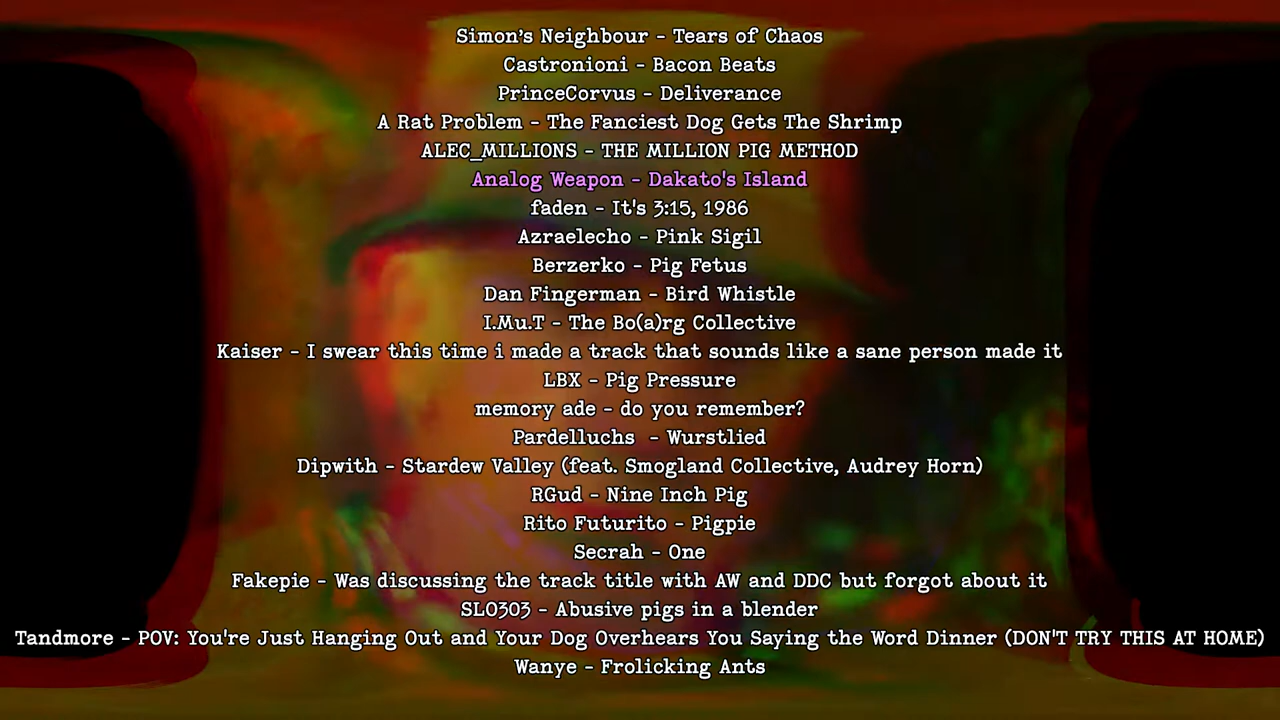 Simon’s Neighbour - Tears of Chaos
Castronioni - Bacon Beats
PrinceCorvus - Deliverance
A Rat Problem - The Fanciest Dog Gets The Shrimp
ALEC_MILLIONS - THE MILLION PIG METHOD
Analog Weapon - Dakato's Island
faden - It's 3:15, 1986
Azraelecho - Pink Sigil
Berzerko - Pig Fetus
Dan Fingerman - Bird Whistle
I.Mu.T - The Bo(a)rg Collective
Kaiser - I swear this time i made a track that sounds like a sane person made it
LBX - Pig Pressure
memory ade - do you remember?
Pardelluchs - Wurstlied
Dipwith - Stardew Valley (feat. Smogland Collective, Audrey Horn)
RGud - Nine Inch Pig
Rito Futurito - Pigpie
Secrah - One
Fakepie - Was discussing the track title with AW and DDC but forgot about it
SLO303 - Abusive pigs in a blender
Tandmore - POV: You're Just Hanging Out and Your Dog Overhears You Saying the Word Dinner (DON'T TRY THIS AT HOME)
Wanye - Frolicking Ants